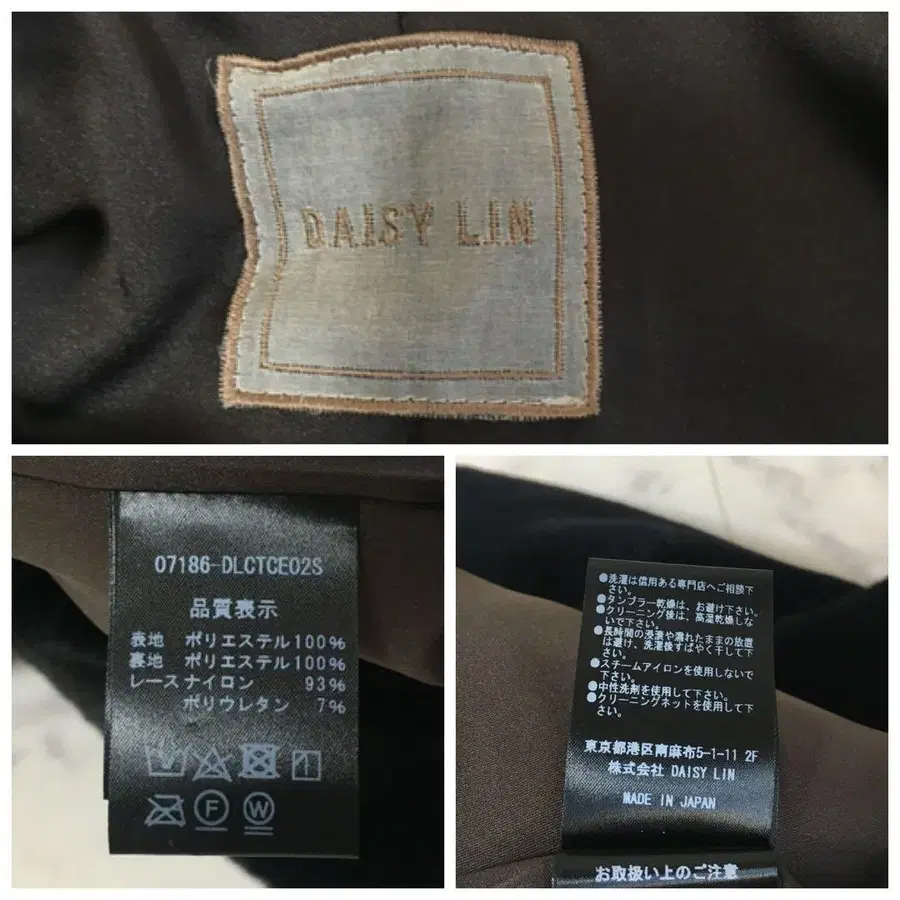 DAISY LIN
07186-DLCTCE02S
品質表示
表地 ポリエステル100%
裏地 ポリエステル100%
レースナイロン 93%
ポリウレタン 7%
F W
●洗濯は信用ある専門店へご相談下
さい。
●タンブラー乾燥は、お避け下さい。
●クリーニング後は、高温乾燥しな
いで下さい。
●長時間の浸漬や濡れたままの放置
は避け、洗濯後すばやく干して下
さい。
●スチームアイロンを使用しないで
下さい。
●中性洗剤を使用して下さい。
●クリーニングネットを使用して下
さい。
東京都港区南麻布5-1-11 2F
株式会社 DAISY LIN
MADE IN JAPAN
お取扱い上のご注意